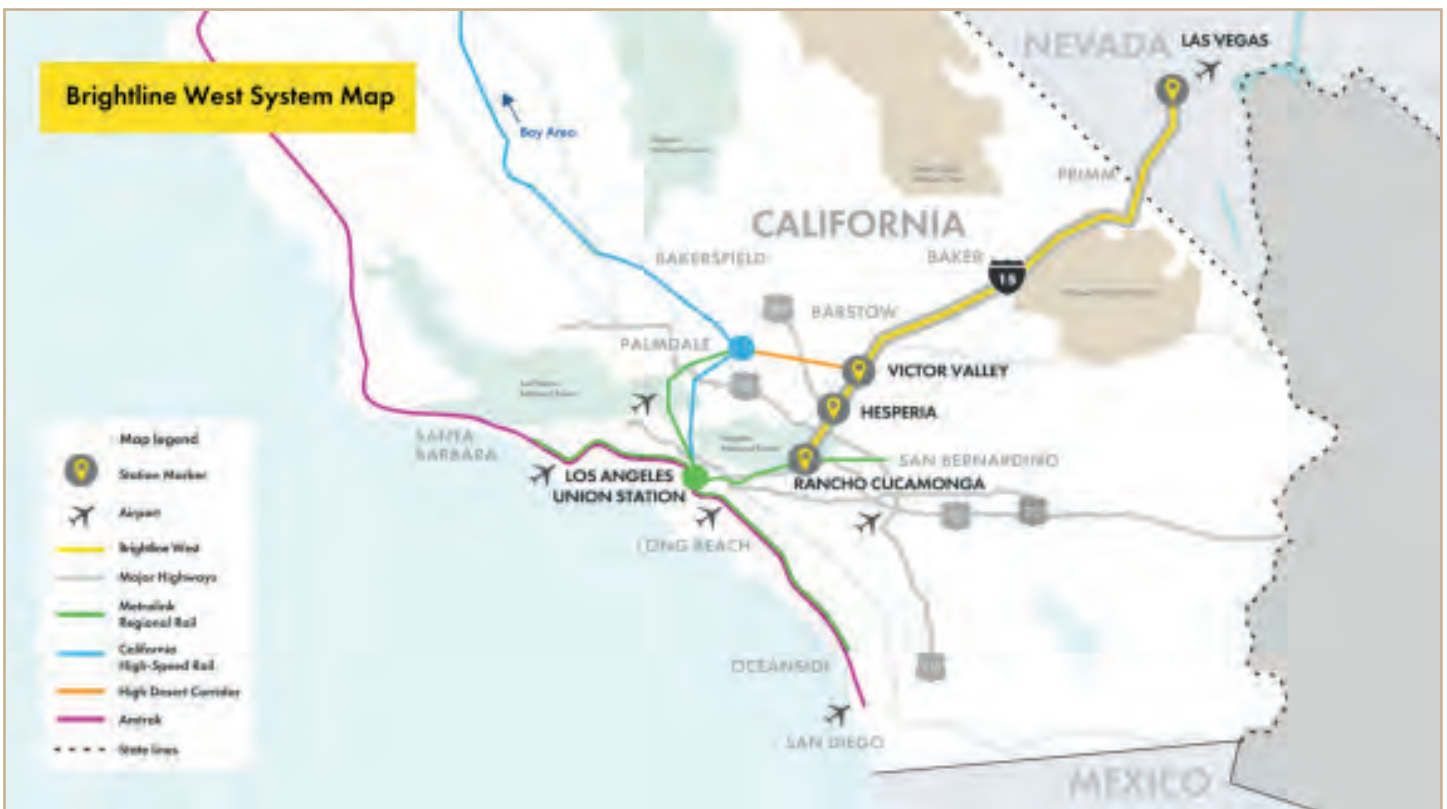 NEVADA
LAS VEGAS
Brightline West System Map
Bay Area
PRIMM
CALIFORNIA
BAKERSFIELD
BAKER
15
BARSTOW
PALMDALE
VICTOR VALLEY
HESPERIA
SANTA
BARBARA
LOS ANGELES
UNION STATION
SAN BERNARDINO
RANCHO CUCAMONGA
LONG BEACH
Map legend
Station Marker
Airport
Brightline West
Major Highways
Metrolink
Regional Rail
California
High-Speed Rail
High Desert Corridor
Amtrak
State lines
OCEANSIDE
SAN DIEGO
MEXICO